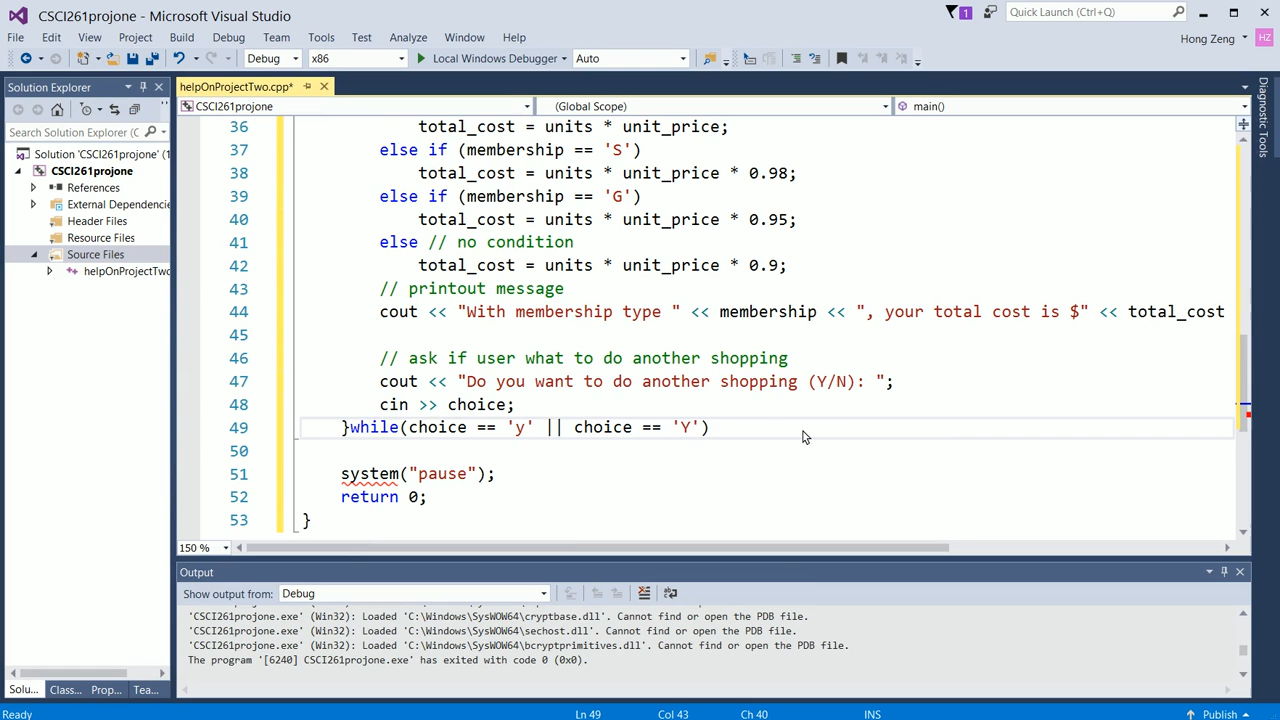 CSCI261projone - Microsoft Visual Studio
1
Quick Launch (Ctrl+Q)
File Edit View Project Build Debug Team Tools Test Analyze Window Help
Hong Zeng HZ
Debug x86 Local Windows Debugger Auto
Solution Explorer
helpOnProjectTwo.cpp*
CSCI261projone (Global Scope) main()
Search Solution Explorer (C
Solution 'CSCI261projone' (1
CSCI261projone
References
External Dependencie
Header Files
Resource Files
Source Files
helpOnProjectTwo
36 total_cost = units * unit_price;
37 else if (membership == 'S')
38 total_cost = units * unit_price * 0.98;
39 else if (membership == 'G')
40 total_cost = units * unit_price * 0.95;
41 else // no condition
42 total_cost = units * unit_price * 0.9;
43 // printout message
44 cout << "With membership type " << membership << ", your total cost is $" << total_cost
45
46 // ask if user what to do another shopping
47 cout << "Do you want to do another shopping (Y/N): ";
48 cin >> choice;
49 }while(choice == 'y' || choice == 'Y')
50
51 system("pause");
52 return 0;
53 }
150 %
Diagnostic Tools
Output
Show output from: Debug
'CSCI261projone.exe' (Win32): Loaded 'C:\Windows\SysWOW64\cryptbase.dll'. Cannot find or open the PDB file.
'CSCI261projone.exe' (Win32): Loaded 'C:\Windows\SysWOW64\sechost.dll'. Cannot find or open the PDB file.
'CSCI261projone.exe' (Win32): Loaded 'C:\Windows\SysWOW64\bcryptprimitives.dll'. Cannot find or open the PDB file.
The program '[6240] CSCI261projone.exe' has exited with code 0 (0x0).
Solu... Class... Prop... Tea...
Ready Ln 49 Col 43 Ch 40 INS Publish